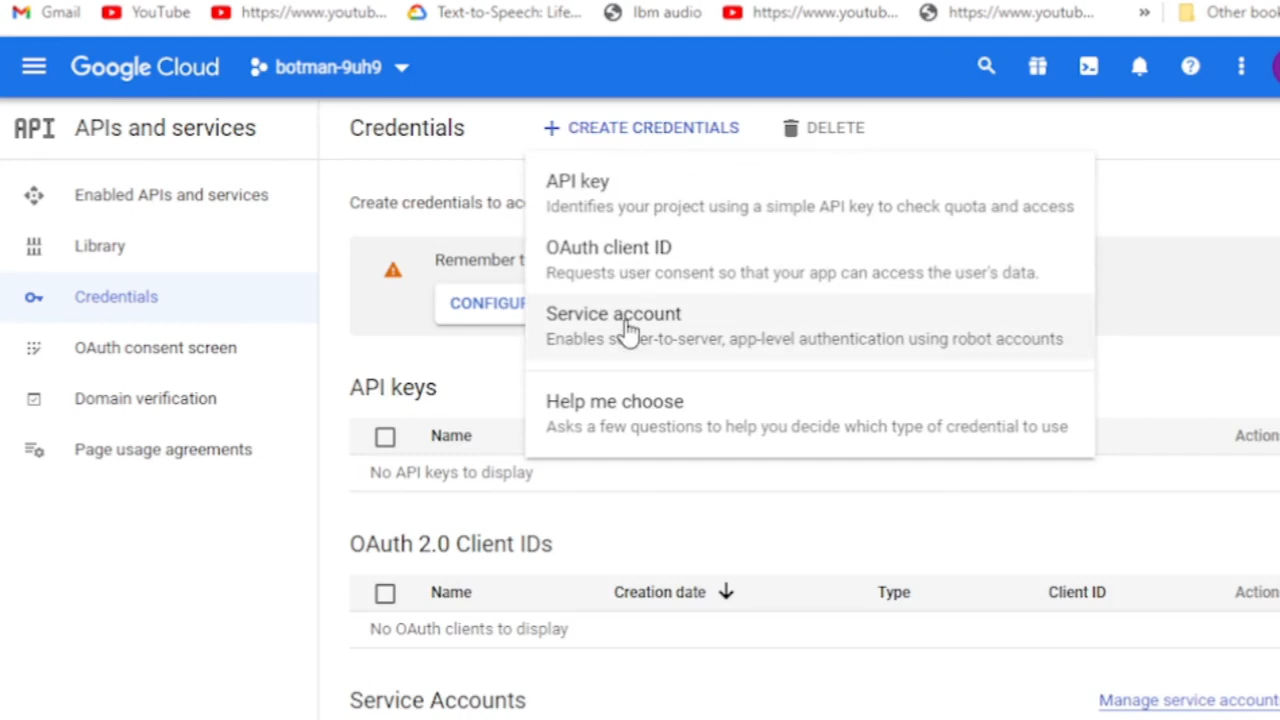 Gmail YouTube https://www.youtub... Text-to-Speech: Life... Ibm audio https://www.youtub... https://www.youtub... » Other book
Google Cloud botman-9uh9
API APIs and services Credentials + CREATE CREDENTIALS DELETE
API key
Identifies your project using a simple API key to check quota and access
OAuth client ID
Requests user consent so that your app can access the user's data.
Service account
Enables server-to-server, app-level authentication using robot accounts
Help me choose
Asks a few questions to help you decide which type of credential to use
Enabled APIs and services
Library
Credentials
OAuth consent screen
Domain verification
Page usage agreements
Create credentials to ac
Remember t
CONFIGUR
API keys
Name Action
No API keys to display
OAuth 2.0 Client IDs
Name Creation date Type Client ID Action
No OAuth clients to display
Service Accounts Manage service account